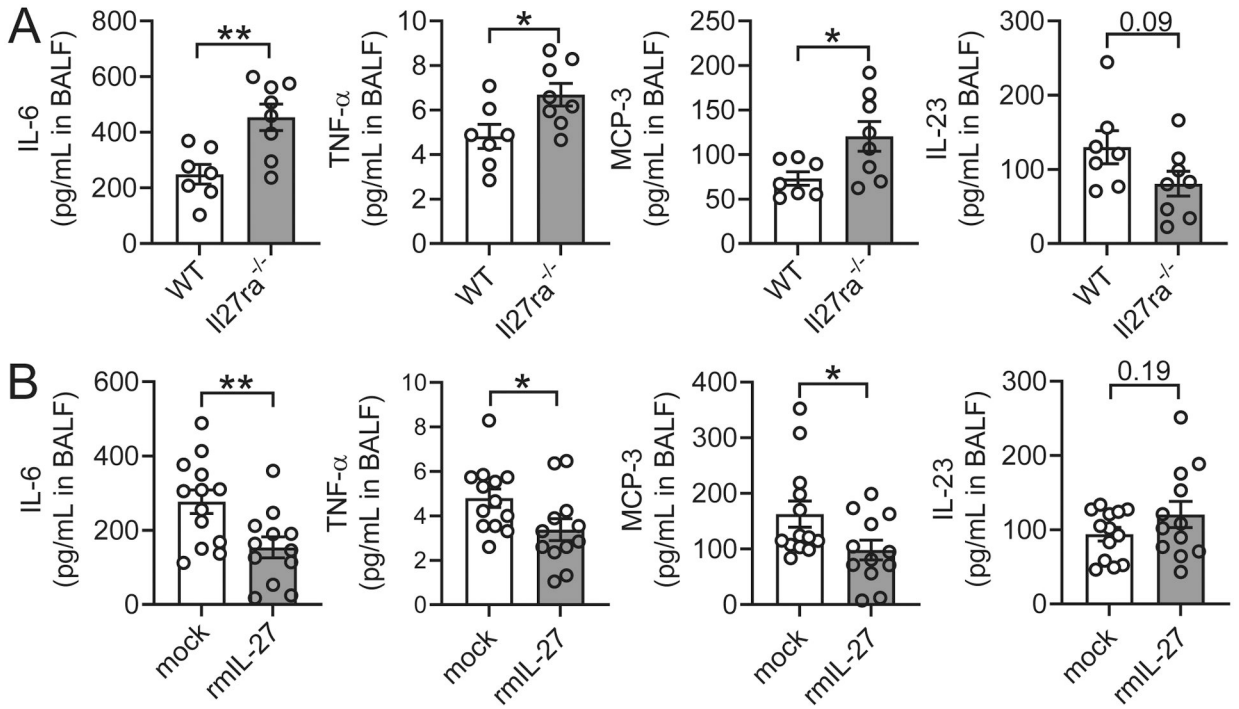 A
IL-6
(pg/mL in BALF)
800
600
400
200
0
**
WT
Il27ra-/-
TNF-α
(pg/mL in BALF)
10
8
6
4
2
0
*
WT
Il27ra-/-
MCP-3
(pg/mL in BALF)
250
200
150
100
50
0
*
WT
Il27ra-/-
IL-23
(pg/mL in BALF)
300
200
100
0
0.09
WT
Il27ra-/-
B
IL-6
(pg/mL in BALF)
600
400
200
0
**
mock
rmIL-27
TNF-α
(pg/mL in BALF)
10
8
6
4
2
0
*
mock
rmIL-27
MCP-3
(pg/mL in BALF)
400
300
200
100
0
*
mock
rmIL-27
IL-23
(pg/mL in BALF)
300
200
100
0
0.19
mock
rmIL-27